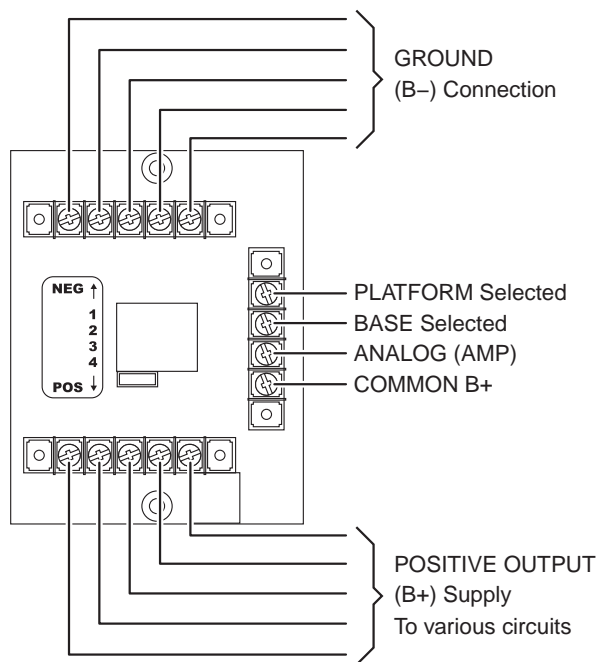 GROUND
(B–) Connection
NEG ↑
1
2
3
4
POS ↓
PLATFORM Selected
BASE Selected
ANALOG (AMP)
COMMON B+
POSITIVE OUTPUT
(B+) Supply
To various circuits